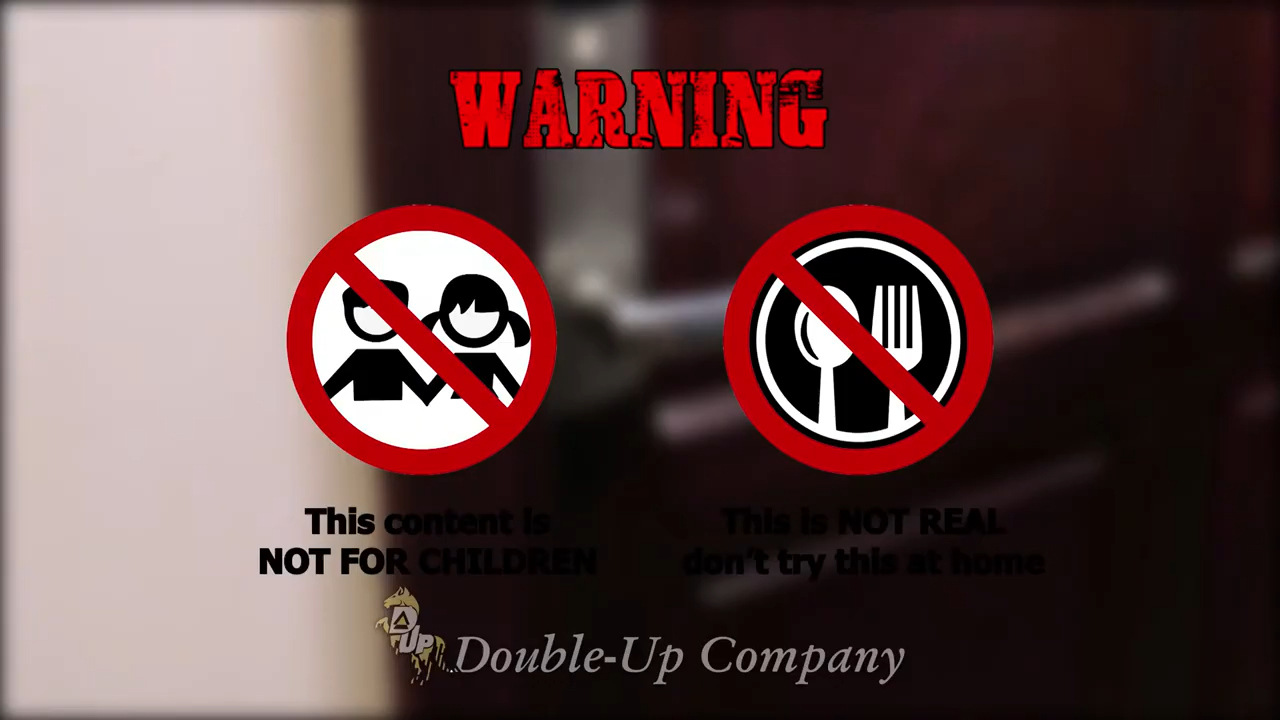 WARNING
This content is
NOT FOR CHILDREN
This is NOT REAL
don't try this at home
D
UP
Double-Up Company